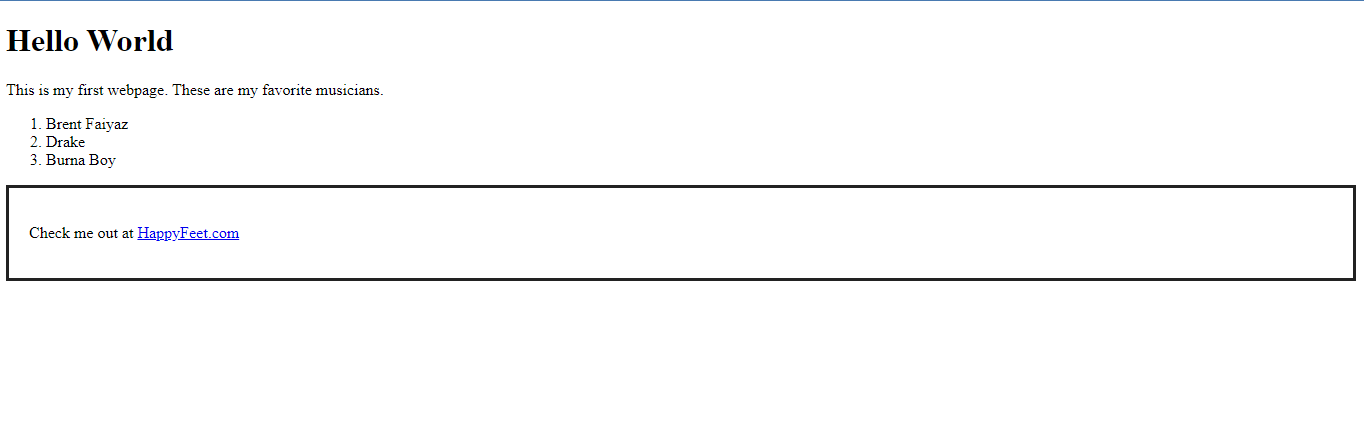 Hello World
This is my first webpage. These are my favorite musicians.
1. Brent Faiyaz
2. Drake
3. Burna Boy
Check me out at HappyFeet.com